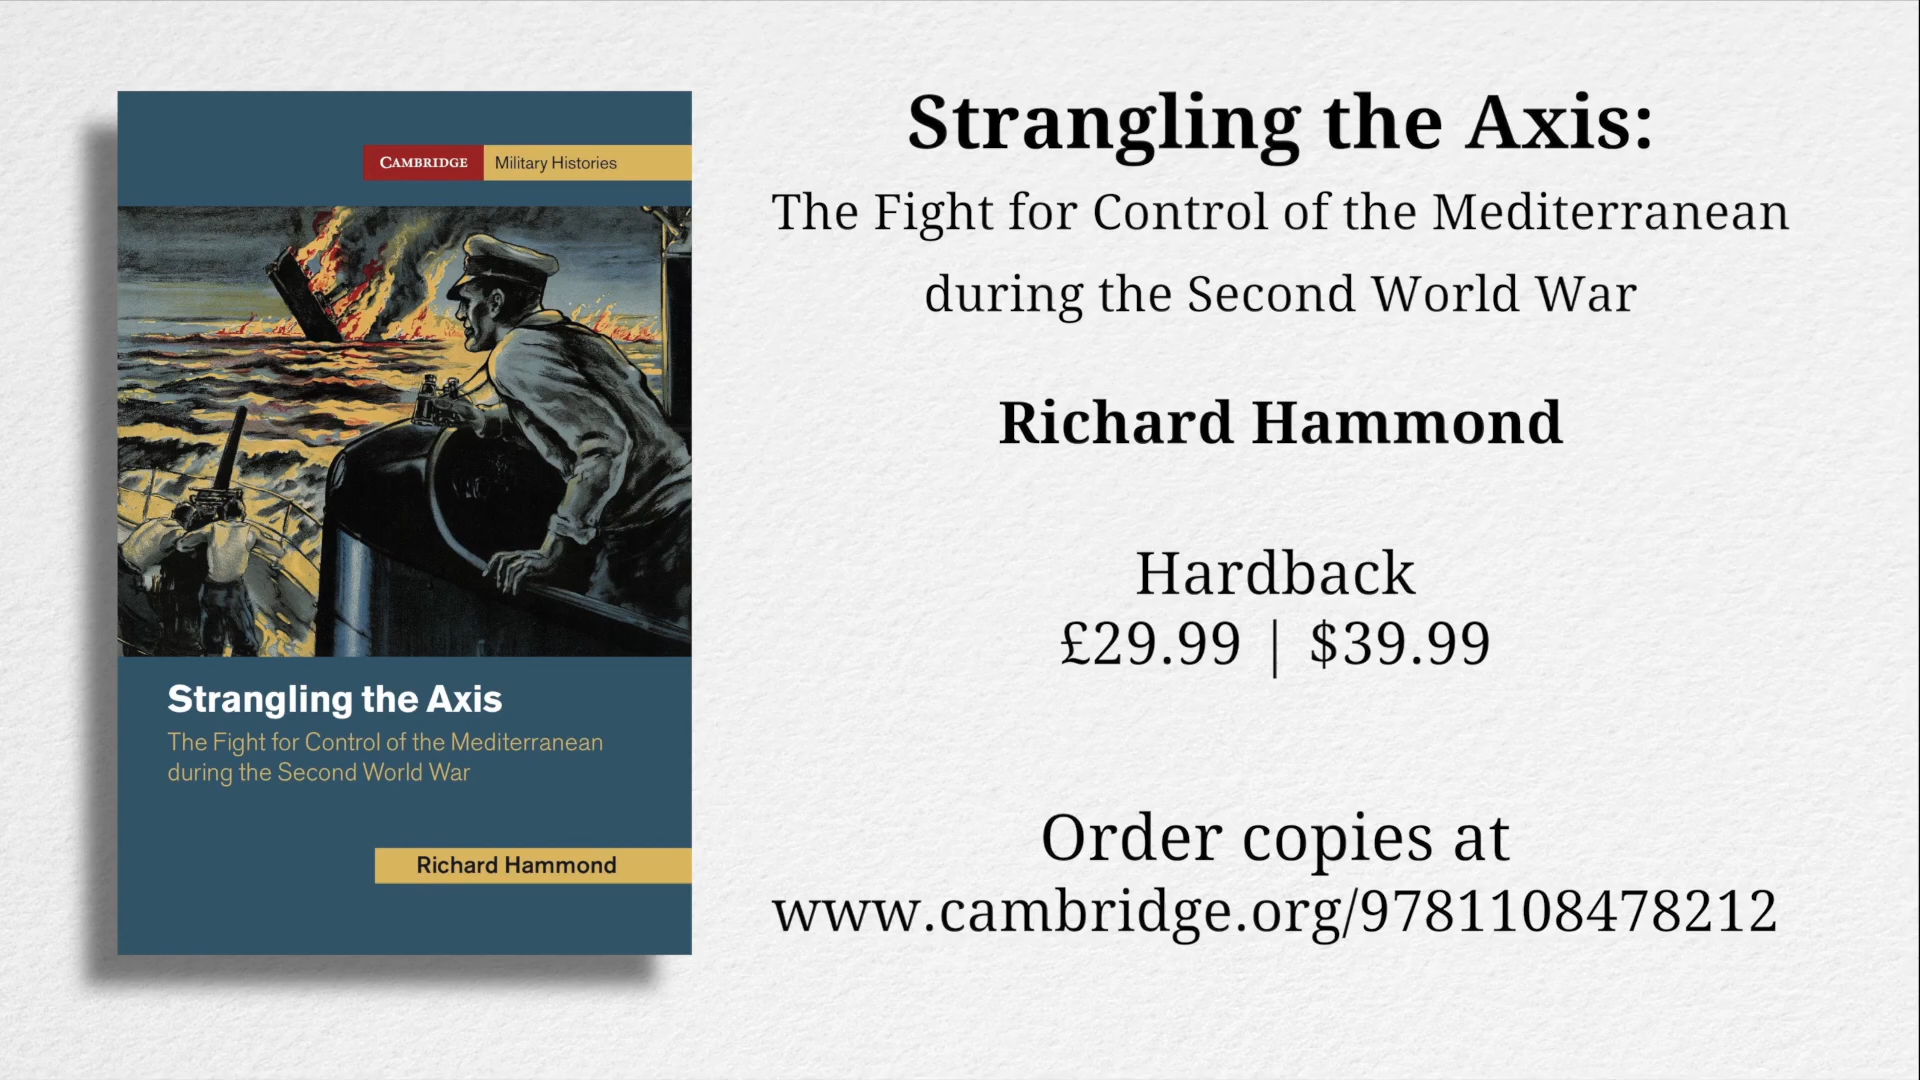 CAMBRIDGE Military Histories
Strangling the Axis
The Fight for Control of the Mediterranean
during the Second World War
Richard Hammond
Strangling the Axis:
The Fight for Control of the Mediterranean
during the Second World War
Richard Hammond
Hardback
£29.99 | $39.99
Order copies at
www.cambridge.org/9781108478212